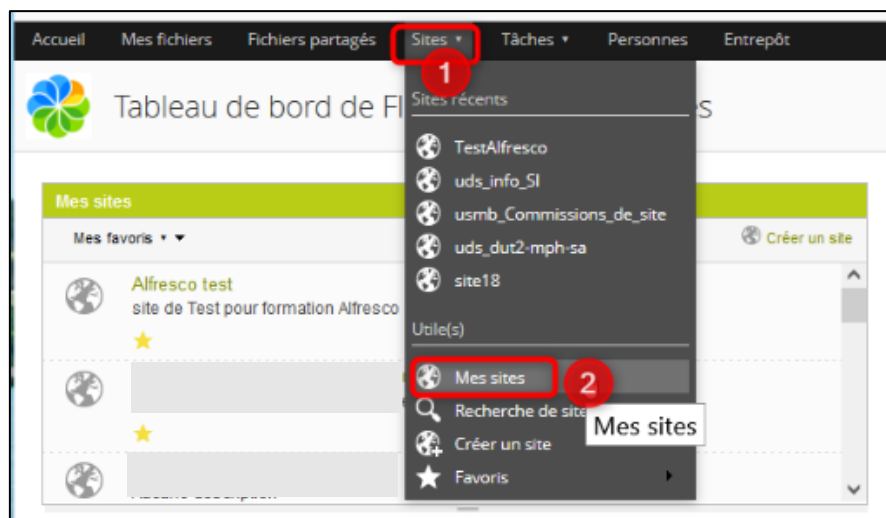 Accueil Mes fichiers Fichiers partagés Sites Tâches Personnes Entrepôt
1
Tableau de bord de Fl s
Sites récents
TestAlfresco
uds_info_SI
usmb_Commissions_de_site
uds_dut2-mph-sa
site18
Utile(s)
Mes sites
2
Recherche de site
Mes sites
Créer un site
Favoris
Mes sites
Mes favoris
Créer un site
Alfresco test
site de Test pour formation Alfresco